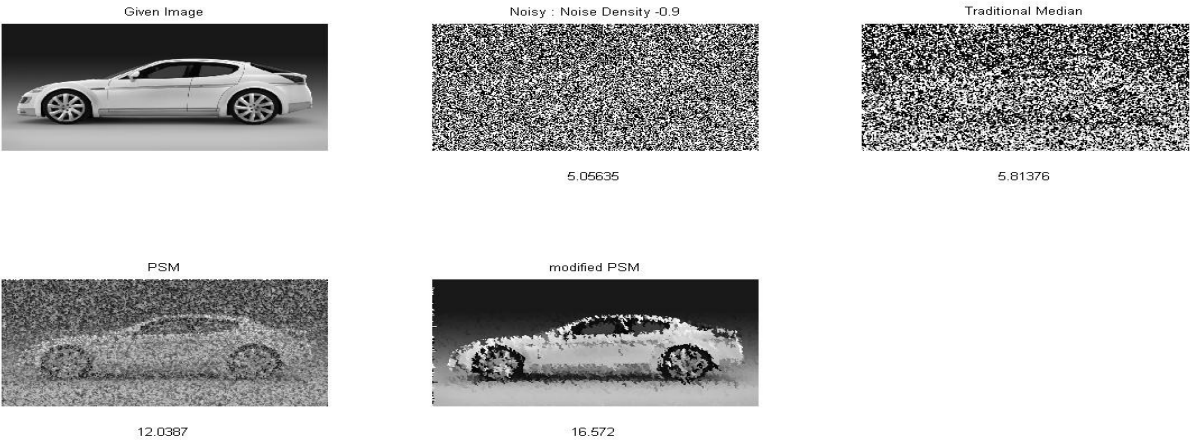 Given Image
Noisy : Noise Density -0.9
Traditional Median
5.05635
5.81376
PSM
modified PSM
12.0387
16.572